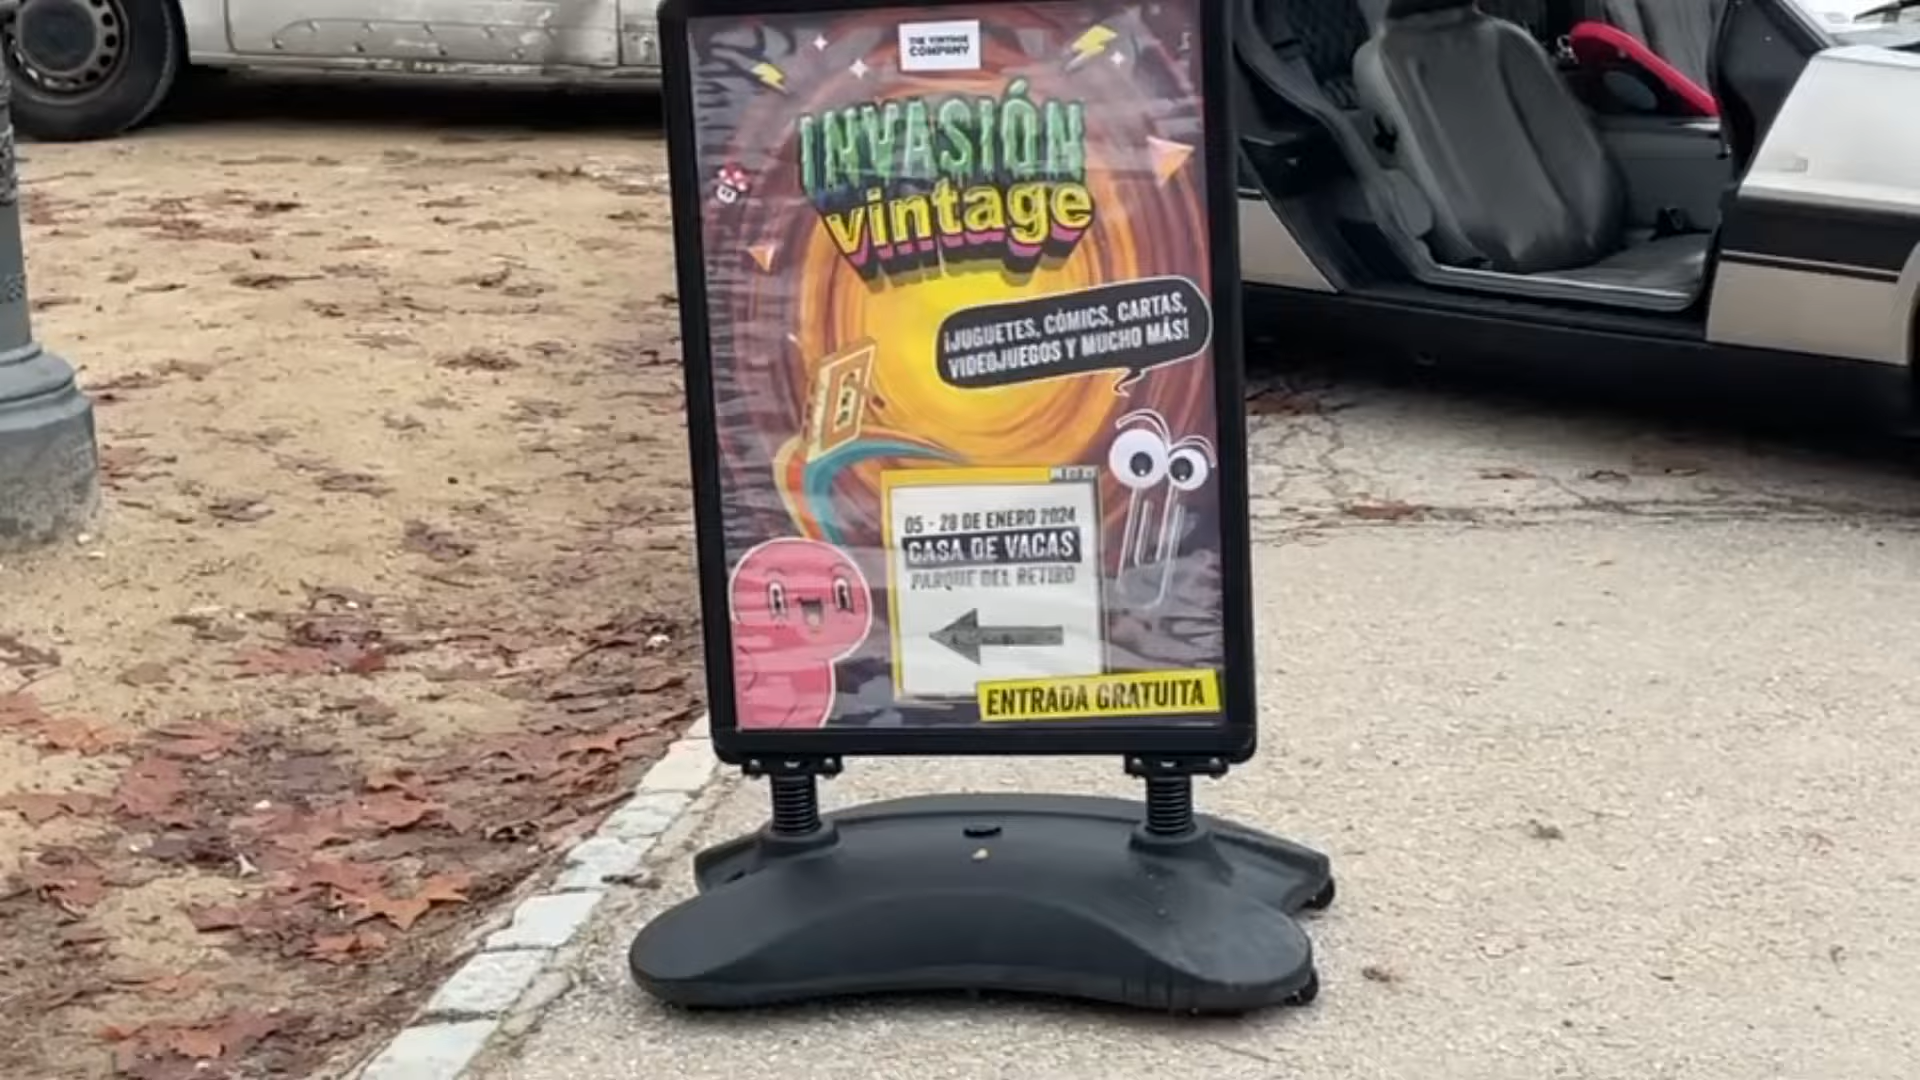 THE VINTAGE
COMPANY
INVASIÓN
vintage
¡JUGUETES, CÓMICS, CARTAS,
VIDEOJUEGOS Y MUCHO MÁS!
05 - 28 DE ENERO 2024
CASA DE VACAS
PARQUE DEL RETIRO
ENTRADA GRATUITA